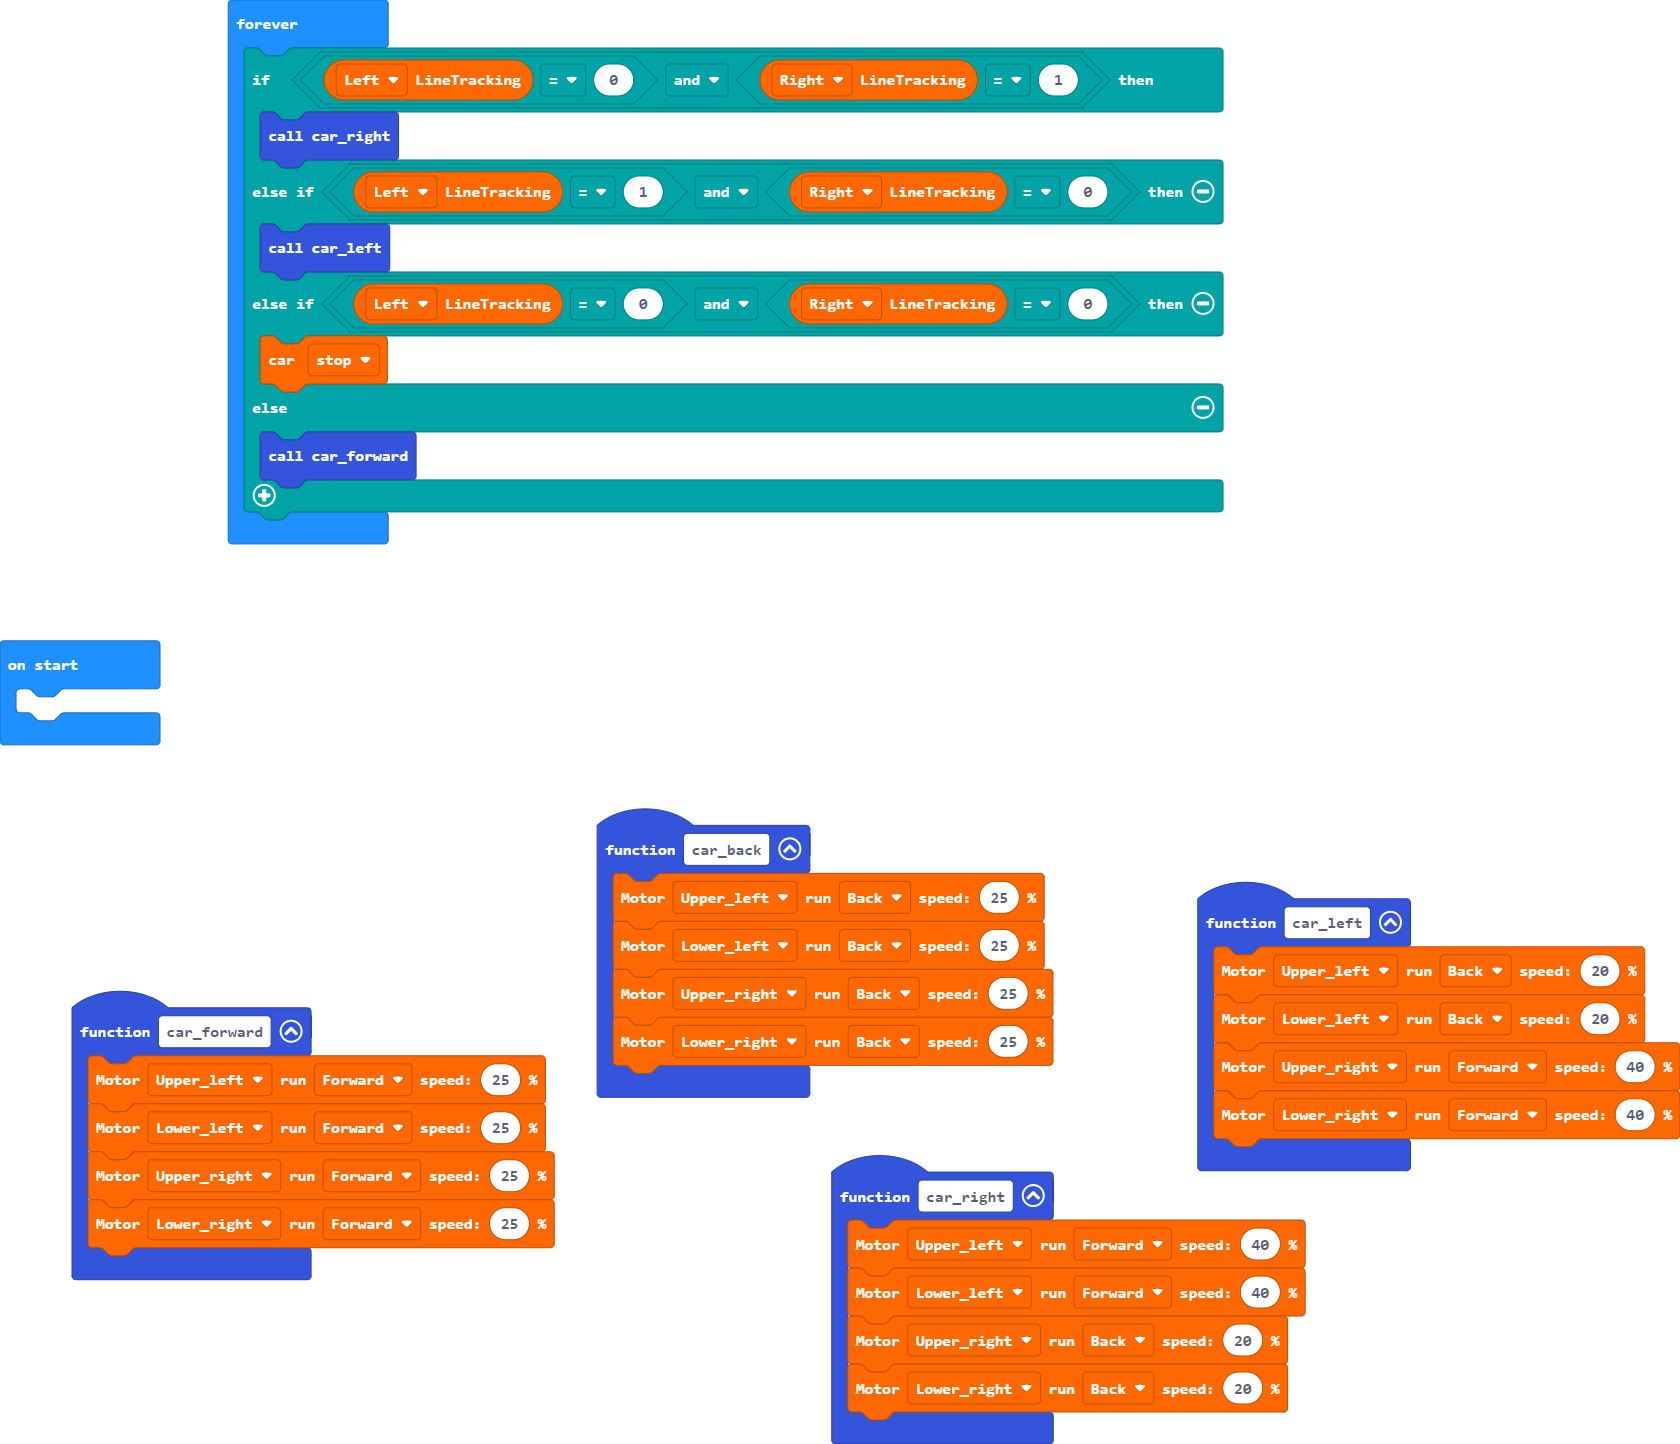 forever
if Left LineTracking = 0 and Right LineTracking = 1 then
call car_right
else if Left LineTracking = 1 and Right LineTracking = 0 then
call car_left
else if Left LineTracking = 0 and Right LineTracking = 0 then
car stop
else
call car_forward
on start
function car_back
Motor Upper_left run Back speed: 25 %
Motor Lower_left run Back speed: 25 %
Motor Upper_right run Back speed: 25 %
Motor Lower_right run Back speed: 25 %
function car_left
Motor Upper_left run Back speed: 20 %
Motor Lower_left run Back speed: 20 %
Motor Upper_right run Forward speed: 40 %
Motor Lower_right run Forward speed: 40 %
function car_forward
Motor Upper_left run Forward speed: 25 %
Motor Lower_left run Forward speed: 25 %
Motor Upper_right run Forward speed: 25 %
Motor Lower_right run Forward speed: 25 %
function car_right
Motor Upper_left run Forward speed: 40 %
Motor Lower_left run Forward speed: 40 %
Motor Upper_right run Back speed: 20 %
Motor Lower_right run Back speed: 20 %